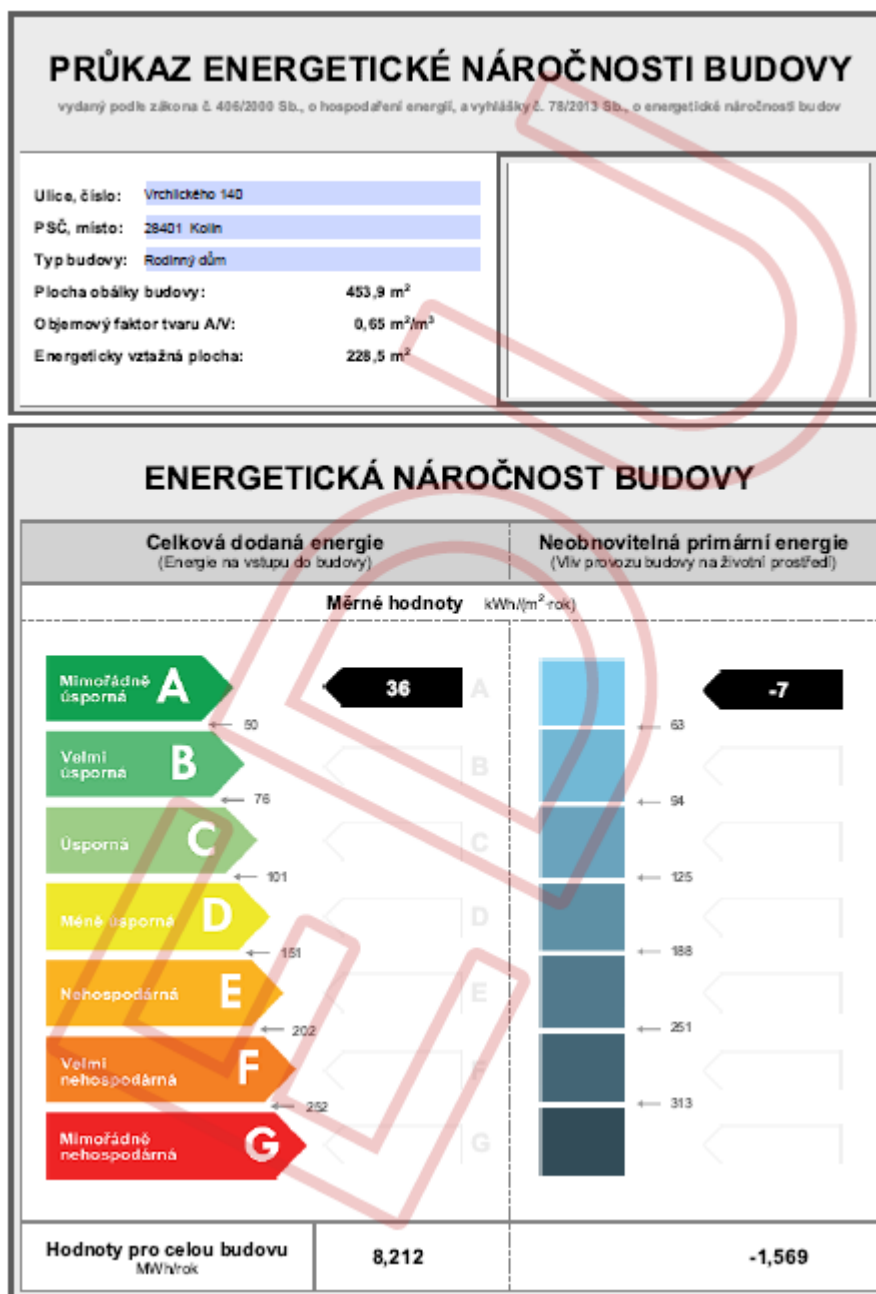 PRŮKAZ ENERGETICKÉ NÁROČNOSTI BUDOVY
vydaný podle zákona č. 406/2000 Sb., o hospodaření energií, a vyhlášky č. 78/2013 Sb., o energetické náročnosti budov
Ulice, číslo: Vrchlického 140
PSČ, místo: 28401 Kolín
Typ budovy: Rodinný dům
Plocha obálky budovy: 453,9 m²
Objemový faktor tvaru A/V: 0,65 m²/m³
Energeticky vztažná plocha: 228,5 m²
ENERGETICKÁ NÁROČNOST BUDOVY
Celková dodaná energie
(Energie na vstupu do budovy)
Neobnovitelná primární energie
(Vliv provozu budovy na životní prostředí)
Měrné hodnoty kWh/(m²·rok)
Mimořádně úsporná A 36 A -7
50 63
Velmi úsporná B B
76 94
Úsporná C C
101 125
Méně úsporná D D
151 188
Nehospodárná E E
202 251
Velmi nehospodárná F F
252 313
Mimořádně nehospodárná G G
Hodnoty pro celou budovu
MWh/rok
8,212 -1,569
EDU